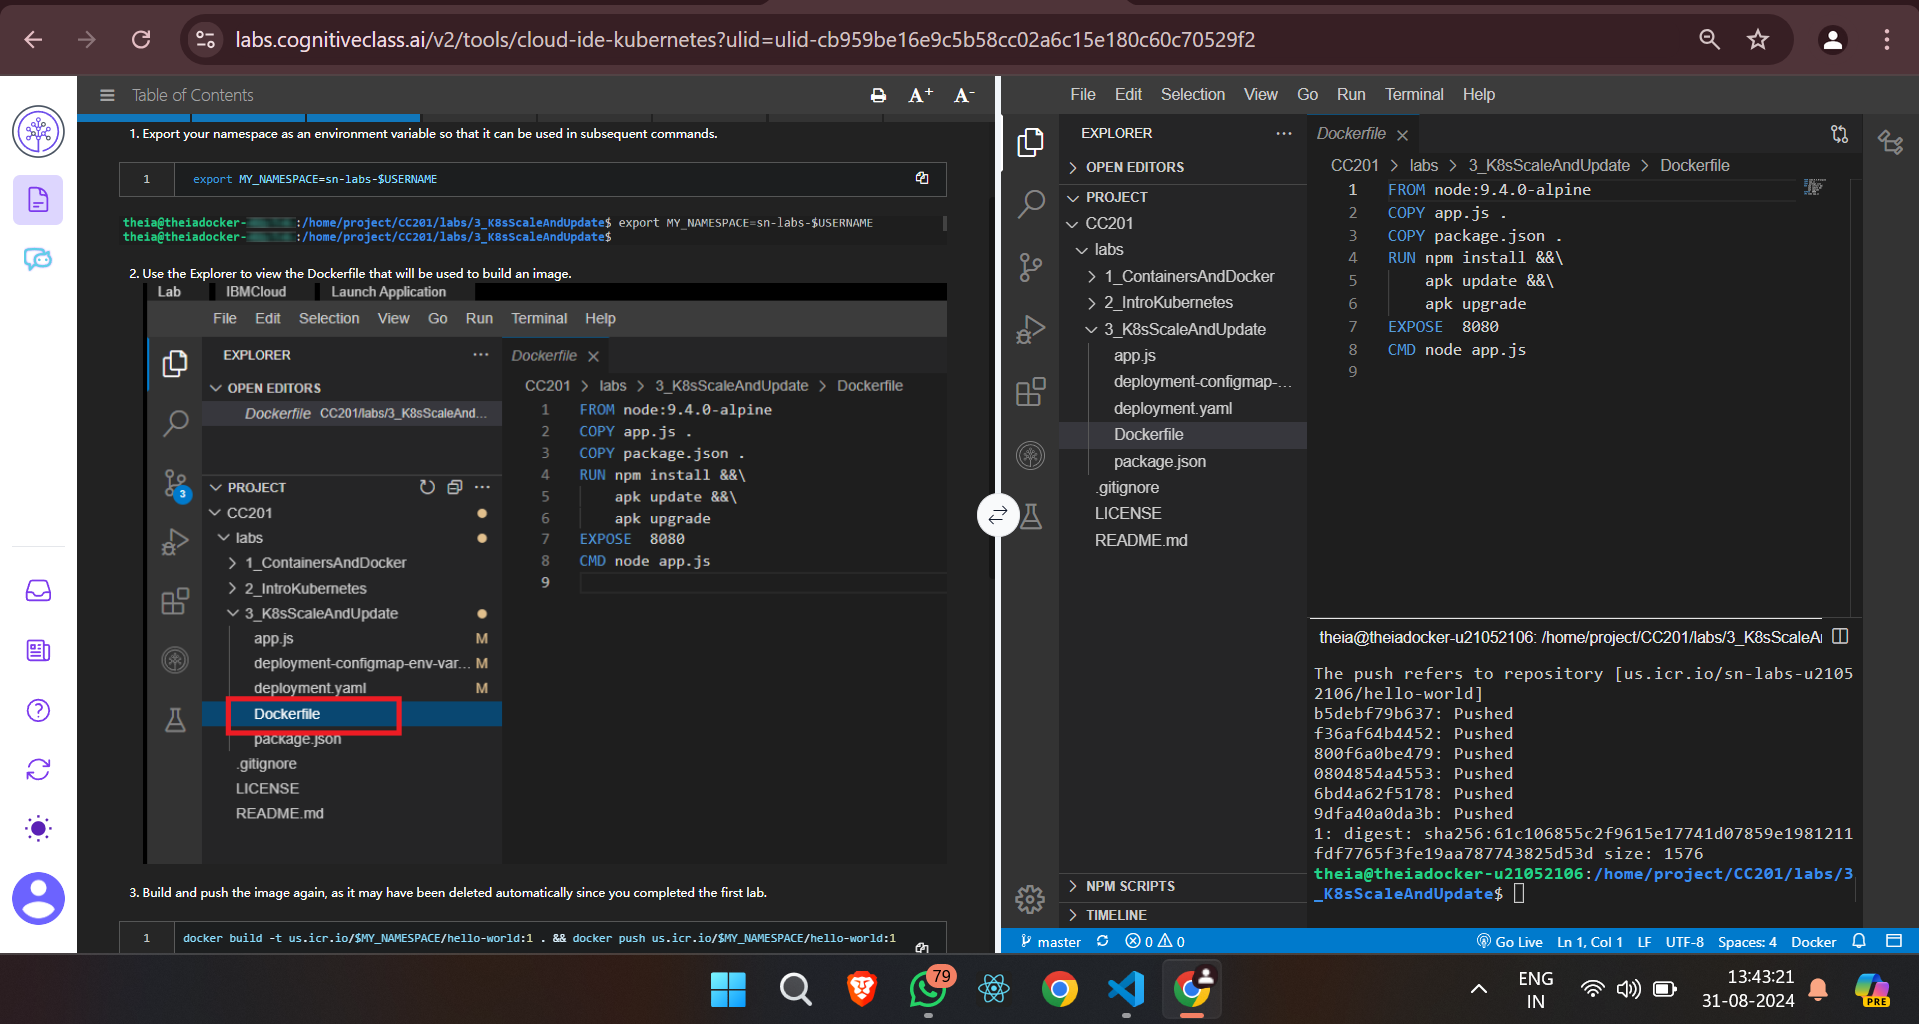 labs.cognitiveclass.ai/v2/tools/cloud-ide-kubernetes?ulid=ulid-cb959be16e9c5b58cc02a6c15e180c60c70529f2
Table of Contents
A+
A-
1. Export your namespace as an environment variable so that it can be used in subsequent commands.
1 export MY_NAMESPACE=sn-labs-$USERNAME
theia@theiadocker- :/home/project/CC201/labs/3_K8sScaleAndUpdate$ export MY_NAMESPACE=sn-labs-$USERNAME
theia@theiadocker- :/home/project/CC201/labs/3_K8sScaleAndUpdate$
2. Use the Explorer to view the Dockerfile that will be used to build an image.
Lab IBMCloud Launch Application
File Edit Selection View Go Run Terminal Help
EXPLORER
OPEN EDITORS
Dockerfile CC201/labs/3_K8sScaleAnd...
3
PROJECT
CC201
labs
1_ContainersAndDocker
2_IntroKubernetes
3_K8sScaleAndUpdate
app.js M
deployment-configmap-env-var... M
deployment.yaml M
Dockerfile
package.json
.gitignore
LICENSE
README.md
Dockerfile
CC201 > labs > 3_K8sScaleAndUpdate > Dockerfile
1 FROM node:9.4.0-alpine
2 COPY app.js .
3 COPY package.json .
4 RUN npm install &&\
5 apk update &&\
6 apk upgrade
7 EXPOSE 8080
8 CMD node app.js
9
3. Build and push the image again, as it may have been deleted automatically since you completed the first lab.
1 docker build -t us.icr.io/$MY_NAMESPACE/hello-world:1 . && docker push us.icr.io/$MY_NAMESPACE/hello-world:1
File Edit Selection View Go Run Terminal Help
EXPLORER
OPEN EDITORS
PROJECT
CC201
labs
1_ContainersAndDocker
2_IntroKubernetes
3_K8sScaleAndUpdate
app.js
deployment-configmap-...
deployment.yaml
Dockerfile
package.json
.gitignore
LICENSE
README.md
NPM SCRIPTS
TIMELINE
Dockerfile
CC201 > labs > 3_K8sScaleAndUpdate > Dockerfile
1 FROM node:9.4.0-alpine
2 COPY app.js .
3 COPY package.json .
4 RUN npm install &&\
5 apk update &&\
6 apk upgrade
7 EXPOSE 8080
8 CMD node app.js
9
theia@theiadocker-u21052106: /home/project/CC201/labs/3_K8sScaleA
The push refers to repository [us.icr.io/sn-labs-u2105
2106/hello-world]
b5debf79b637: Pushed
f36af64b4452: Pushed
800f6a0be479: Pushed
0804854a4553: Pushed
6bd4a62f5178: Pushed
9dfa40a0da3b: Pushed
1: digest: sha256:61c106855c2f9615e17741d07859e1981211
fdf7765f3fe19aa787743825d53d size: 1576
theia@theiadocker-u21052106:/home/project/CC201/labs/3
_K8sScaleAndUpdate$
master 0 0 Go Live Ln 1, Col 1 LF UTF-8 Spaces: 4 Docker
79
ENG
IN
13:43:21
31-08-2024
PRE